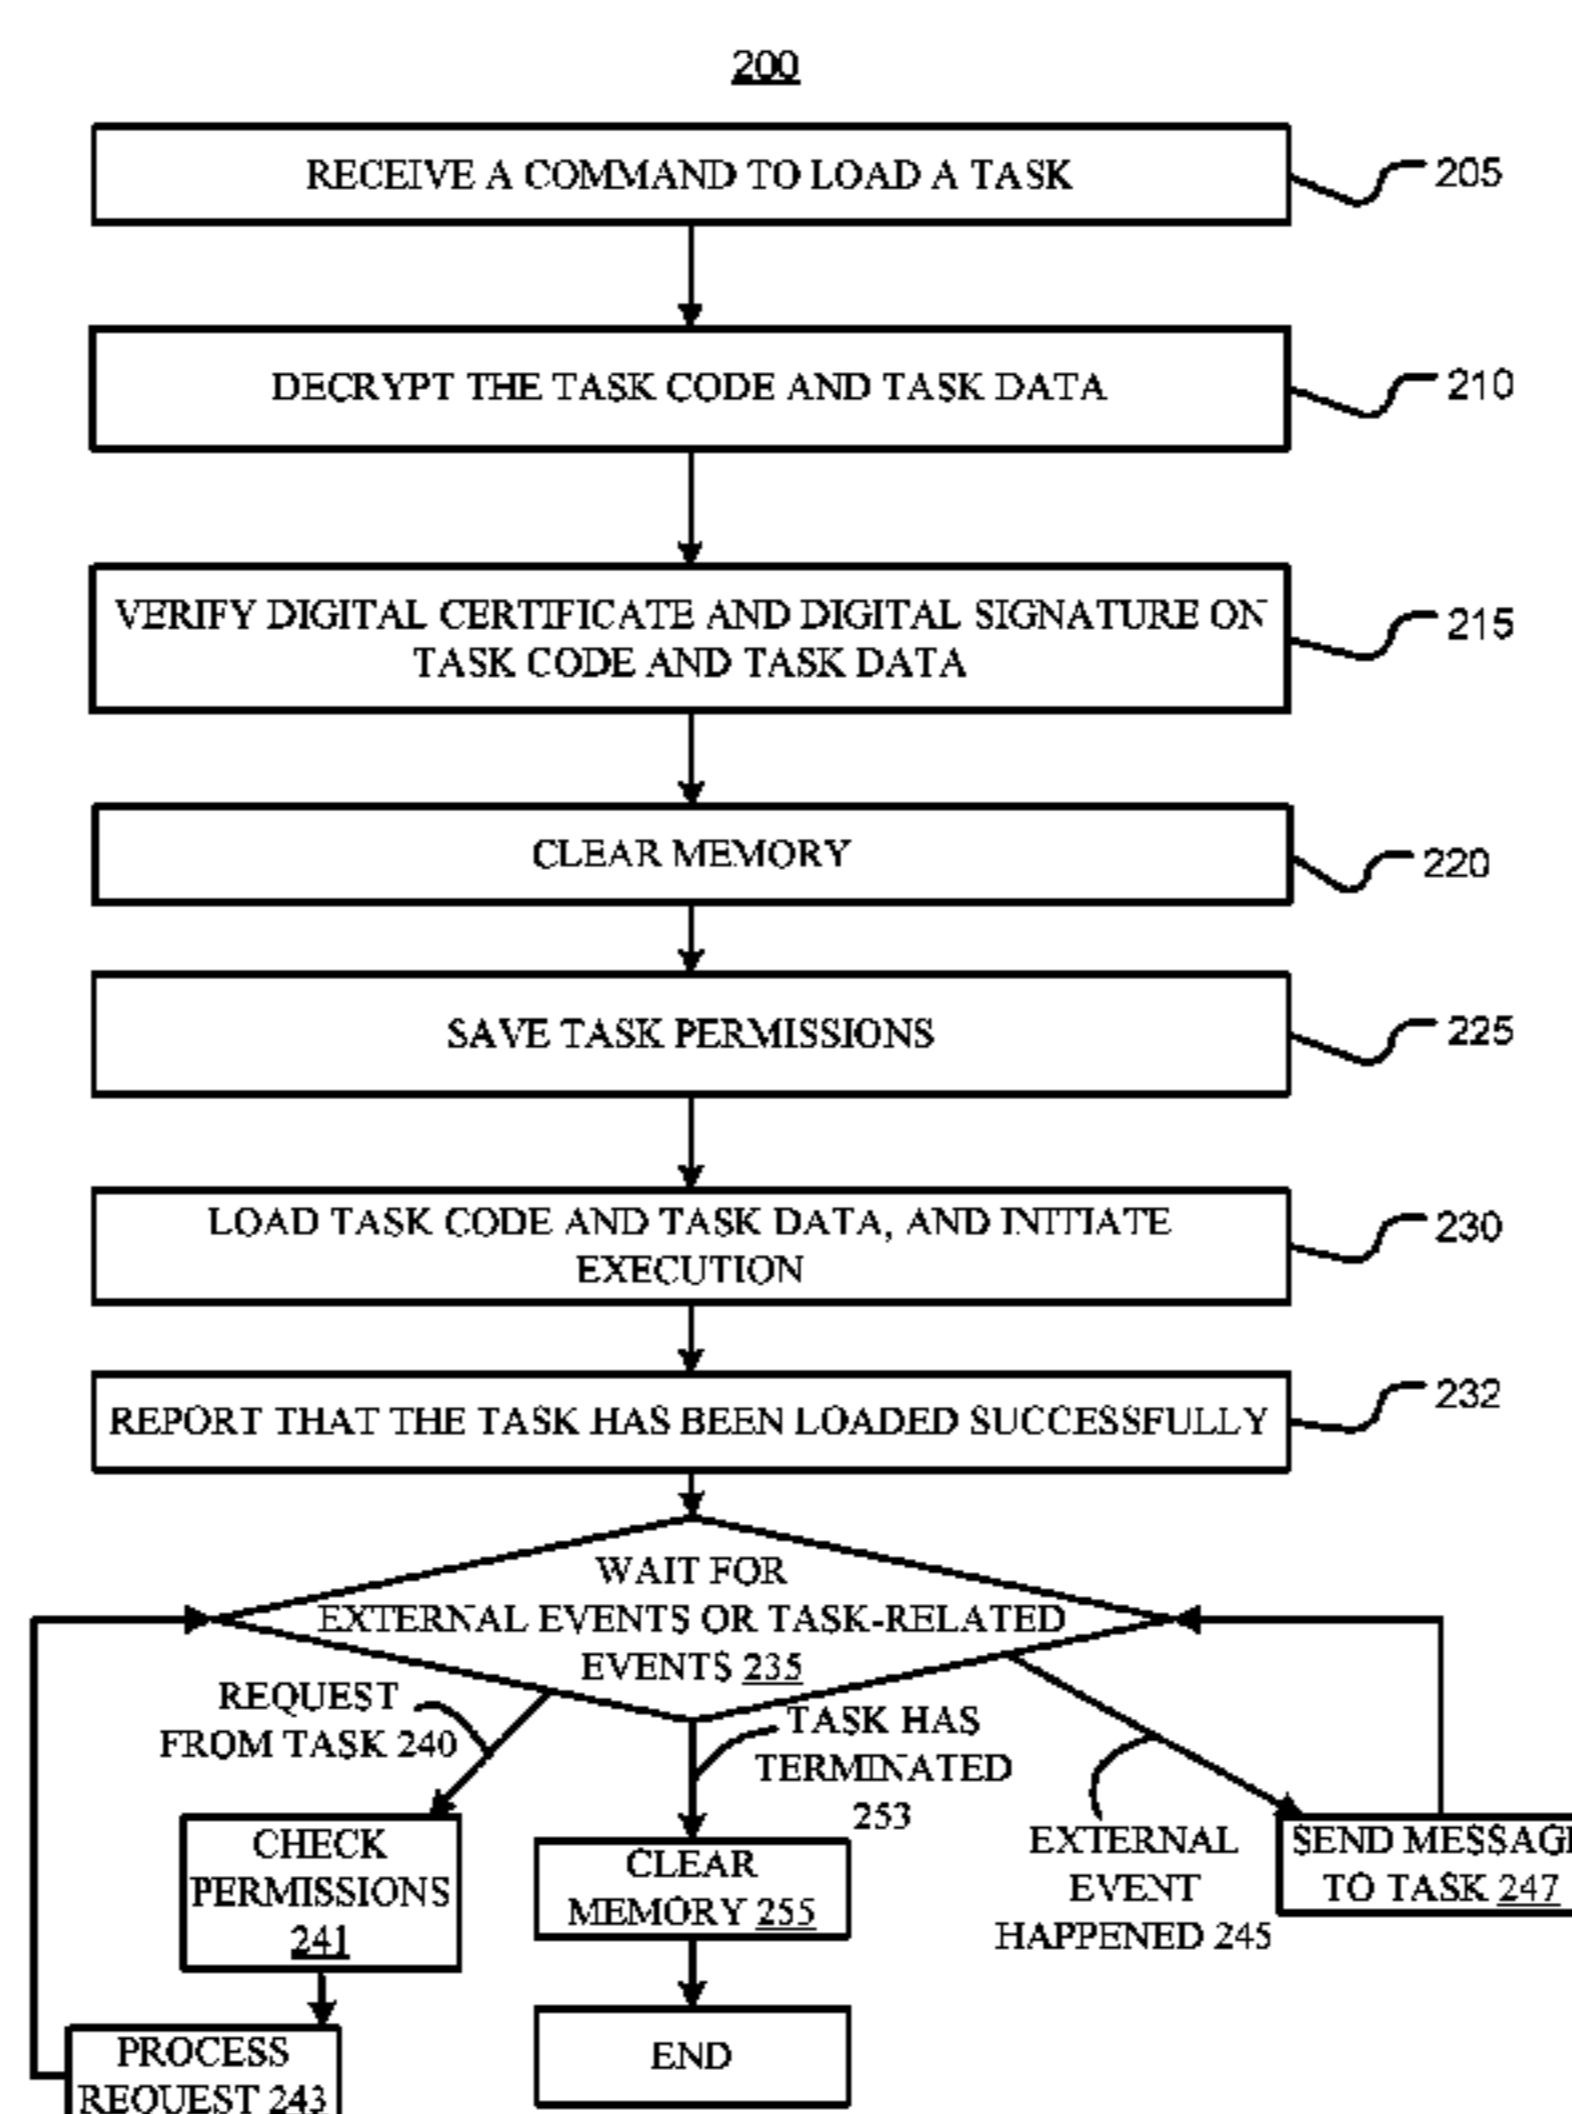 200
RECEIVE A COMMAND TO LOAD A TASK
205
DECRYPT THE TASK CODE AND TASK DATA
210
VERIFY DIGITAL CERTIFICATE AND DIGITAL SIGNATURE ON
TASK CODE AND TASK DATA
215
CLEAR MEMORY
220
SAVE TASK PERMISSIONS
225
LOAD TASK CODE AND TASK DATA, AND INITIATE
EXECUTION
230
REPORT THAT THE TASK HAS BEEN LOADED SUCCESSFULLY
232
WAIT FOR
EXTERNAL EVENTS OR TASK-RELATED
EVENTS 235
REQUEST
FROM TASK 240
TASK HAS
TERMINATED
253
EXTERNAL
EVENT
HAPPENED 245
CHECK
PERMISSIONS
241
CLEAR
MEMORY 255
SEND MESSAGE
TO TASK 247
PROCESS
REQUEST 243
END